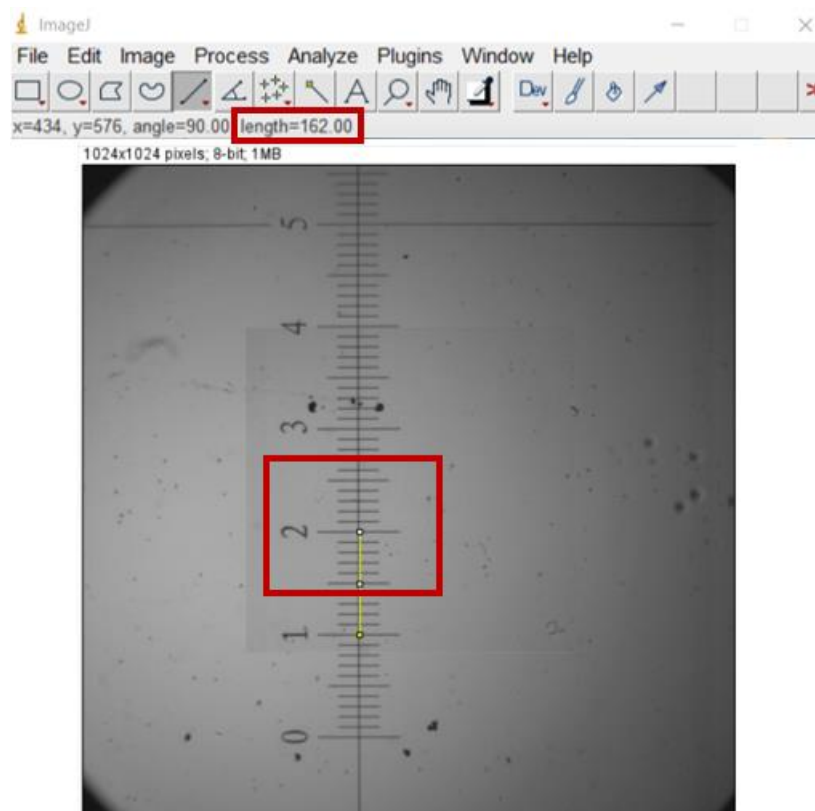 ImageJ
File Edit Image Process Analyze Plugins Window Help
A Dev
x=434, y=576, angle=90.00 length=162.00
1024x1024 pixels; 8-bit; 1MB
5
4
3
2
1
0